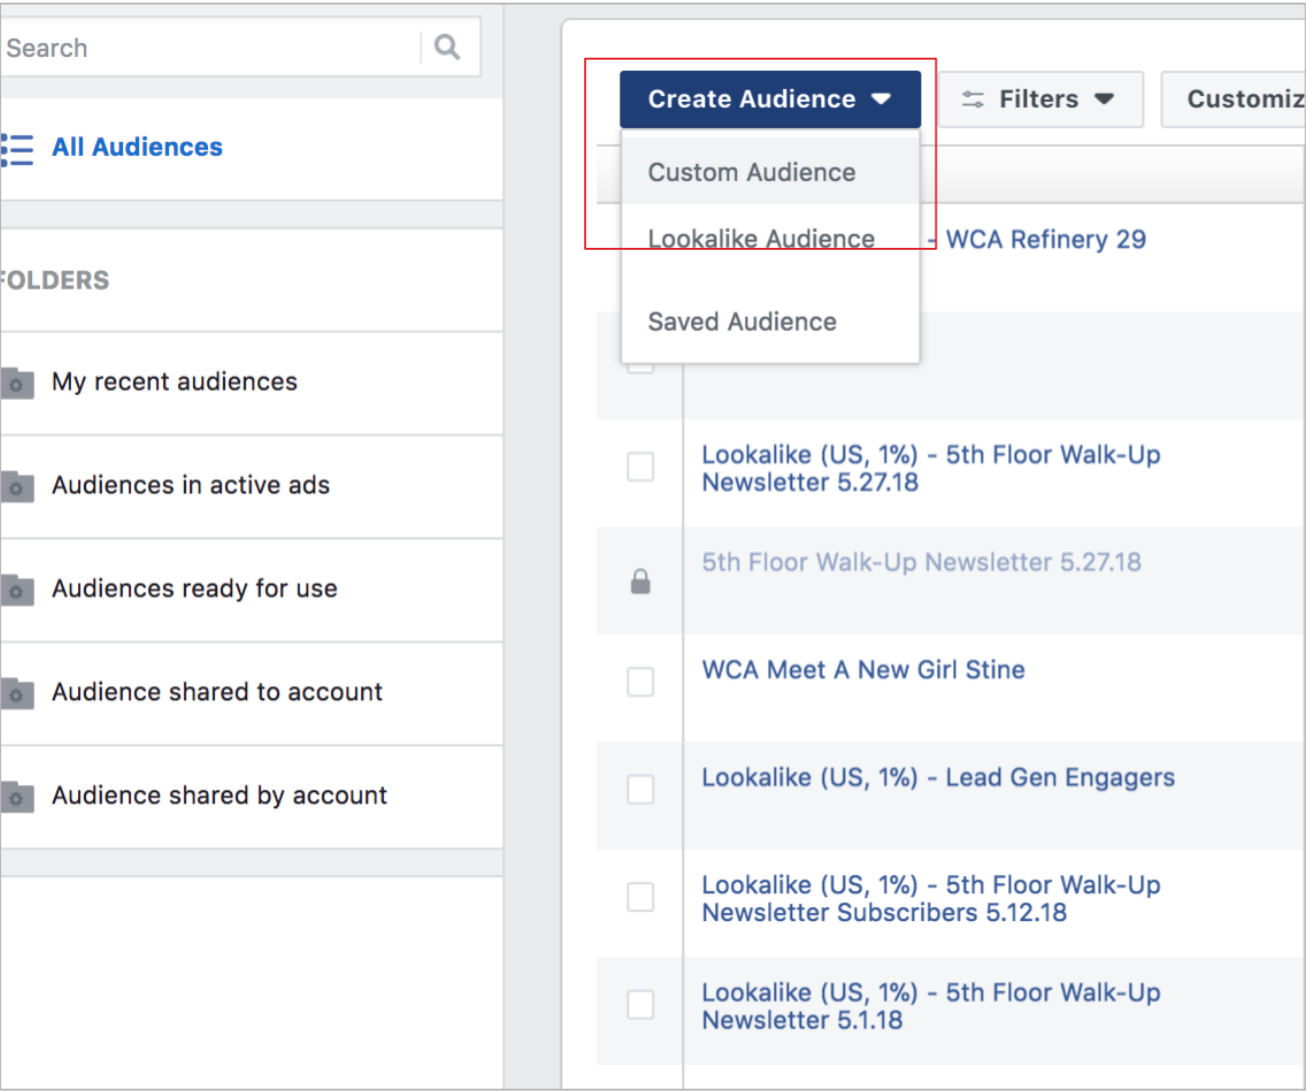 Search
All Audiences
FOLDERS
My recent audiences
Audiences in active ads
Audiences ready for use
Audience shared to account
Audience shared by account
Create Audience
Filters
Customiz
Custom Audience
Lookalike Audience
- WCA Refinery 29
Saved Audience
Lookalike (US, 1%) - 5th Floor Walk-Up
Newsletter 5.27.18
5th Floor Walk-Up Newsletter 5.27.18
WCA Meet A New Girl Stine
Lookalike (US, 1%) - Lead Gen Engagers
Lookalike (US, 1%) - 5th Floor Walk-Up
Newsletter Subscribers 5.12.18
Lookalike (US, 1%) - 5th Floor Walk-Up
Newsletter 5.1.18